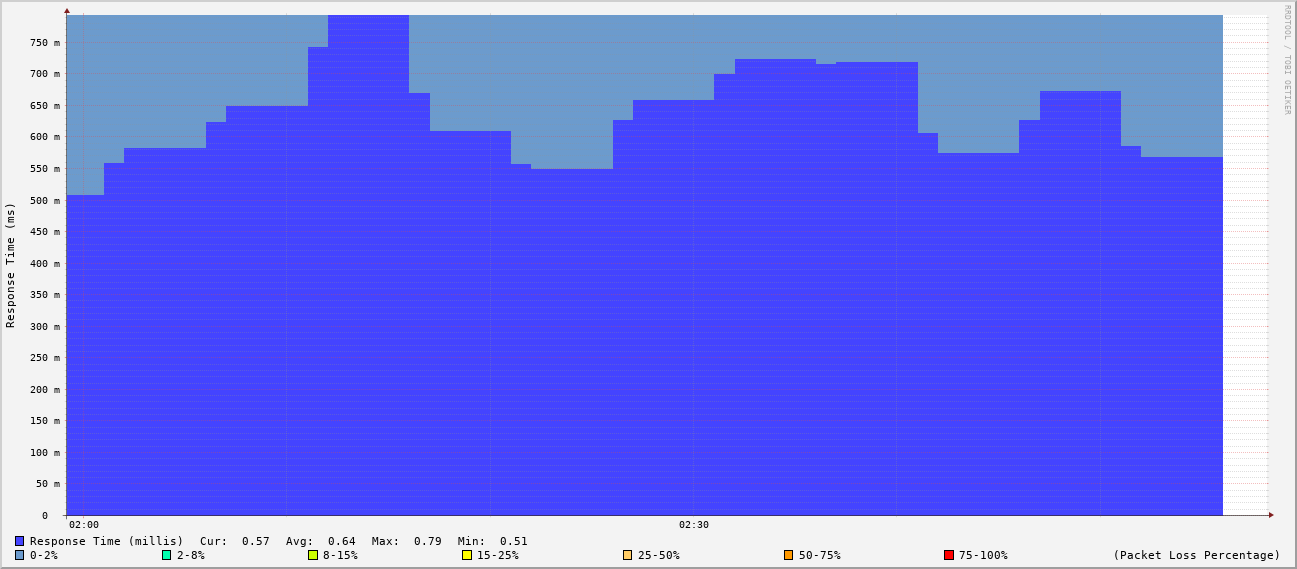 RRDTOOL / TOBI OETIKER
Response Time (ms)
750 m
700 m
650 m
600 m
550 m
500 m
450 m
400 m
350 m
300 m
250 m
200 m
150 m
100 m
50 m
0
02:00 02:30
Response Time (millis) Cur: 0.57 Avg: 0.64 Max: 0.79 Min: 0.51
0-2% 2-8% 8-15% 15-25% 25-50% 50-75% 75-100% (Packet Loss Percentage)